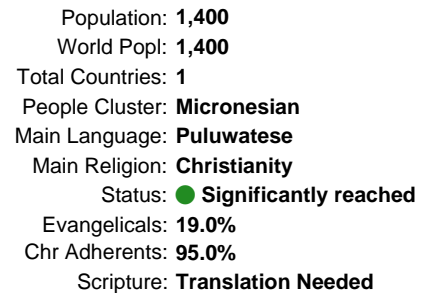 Population: 1,400
World Popl: 1,400
Total Countries: 1
People Cluster: Micronesian
Main Language: Puluwatese
Main Religion: Christianity
Status: Significantly reached
Evangelicals: 19.0%
Chr Adherents: 95.0%
Scripture: Translation Needed